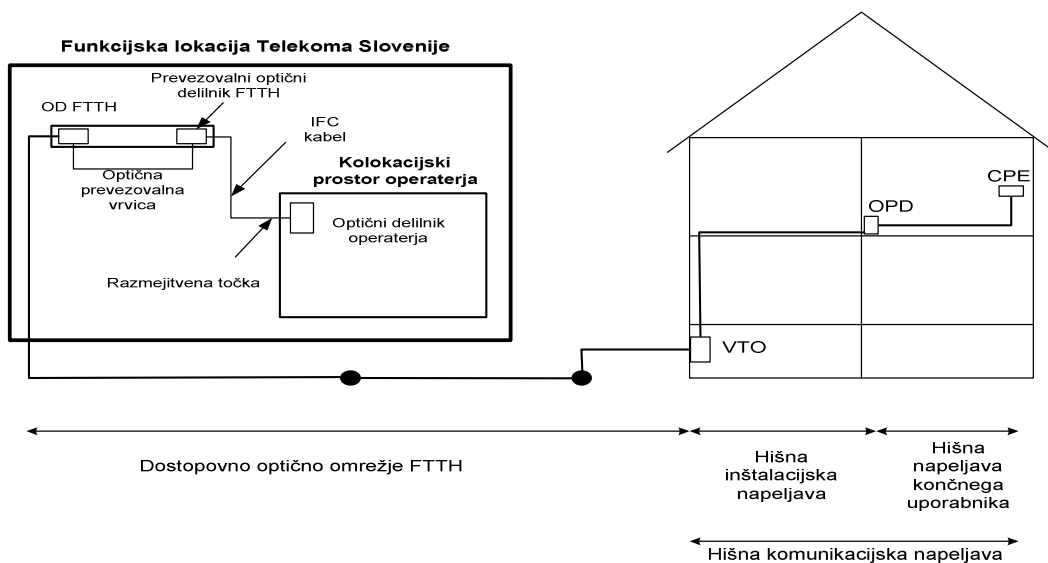 Funkcijska lokacija Telekoma Slovenije
Prevezovalni optični
delilnik FTTH
OD FTTH
IFC
kabel
Optična
prevezovalna
vrvica
Kolokacijski
prostor operaterja
Optični delilnik
operaterja
Razmejitvena točka
CPE
OPD
VTO
Dostopovno optično omrežje FTTH
Hišna
inštalacijska
napeljava
Hišna
napeljava
končnega
uporabnika
Hišna komunikacijska napeljava